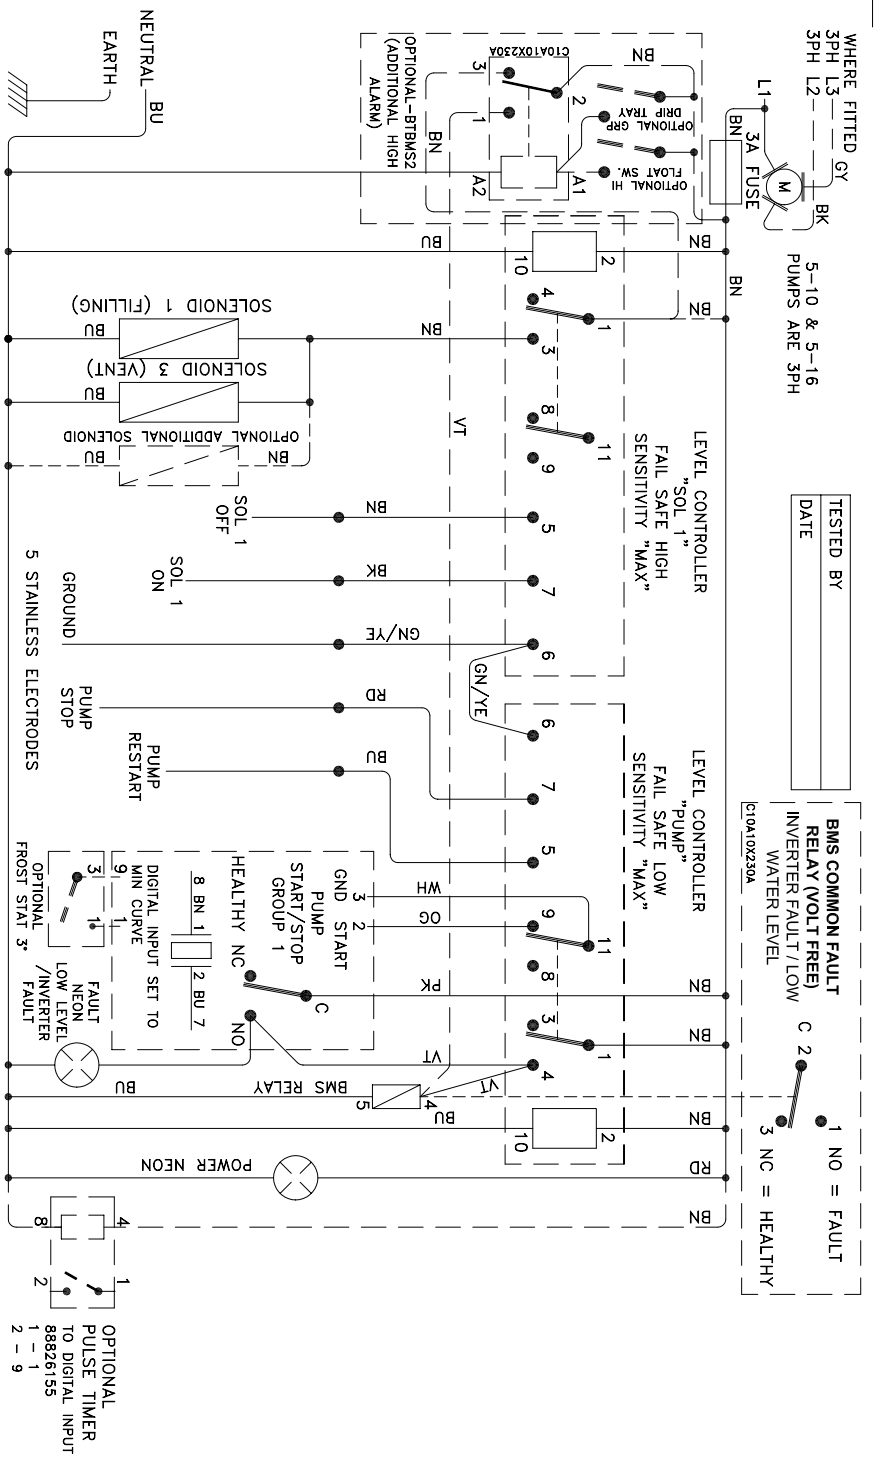 WHERE FITTED
3PH L3
GY
3PH L2
BK
L1
M
5-10 & 5-16
PUMPS ARE 3PH
3A FUSE
BN
BN
NEUTRAL
BU
EARTH
OPTIONAL-BTBMS2
(ADDITIONAL HIGH
ALARM)
C10A10X230A
3
2
1
BN
BN
OPTIONAL GRP
DRIP TRAY
OPTIONAL HI
FLOAT SW.
A1
A2
BU
BN
10
2
BN
4
1
3
8
11
9
5
7
6
LEVEL CONTROLLER
"SOL 1"
FAIL SAFE HIGH
SENSITIVITY "MAX"
SOLENOID 1 (FILLING)
BU
BN
SOLENOID 3 (VENT)
BU
OPTIONAL ADDITIONAL SOLENOID
BU
BN
VT
SOL 1
OFF
BN
SOL 1
ON
BK
GROUND
GN/YE
GN/YE
PUMP
STOP
RD
PUMP
RESTART
BU
5 STAINLESS ELECTRODES
TESTED BY
DATE
LEVEL CONTROLLER
"PUMP"
FAIL SAFE LOW
SENSITIVITY "MAX"
6
7
5
9
11
8
3
1
4
10
2
BMS COMMON FAULT
RELAY (VOLT FREE)
INVERTER FAULT / LOW
WATER LEVEL
C10A10X230A
C 2
1 NO = FAULT
3 NC = HEALTHY
WH
OG
PK
BN
BN
GND
3
START
2
PUMP
START/STOP
GROUP 1
HEALTHY NC
C
NO
8 BN 1
2 BU 7
DIGITAL INPUT SET TO
MIN CURVE
9
1
3
1
OPTIONAL
FROST STAT 3°
FAULT
NEON
LOW LEVEL
/INVERTER
FAULT
VT
VT
BU
BMS RELAY
5
4
BU
BN
POWER NEON
RD
BN
8
4
2
1
OPTIONAL
PULSE TIMER
TO DIGITAL INPUT
88826155
1 - 1
2 - 9